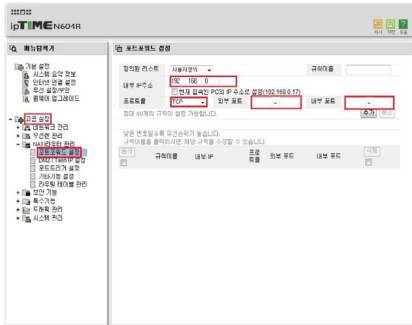 ipTIME N604R
메뉴탐색기
기본 설정
시스템 요약 정보
인터넷 연결 설정
무선 설정/보안
펌웨어 업그레이드
고급 설정
네트워크 관리
무선랜 관리
NAT/라우터 관리
포트포워드 설정
DMZ / Twin IP 설정
포트트리거 설정
기타기능 설정
라우팅 테이블 관리
보안 기능
특수기능
트래픽 관리
시스템 관리
포트포워드 설정
정의된 리스트 사용자정의 규칙이름
내부 IP주소 192 168 0
현재 접속된 PC의 IP 주소로 설정(192.168.0.17)
프로토콜 TCP 외부 포트 ~ 내부 포트 ~
최대 60개의 규칙이 설정 가능합니다. 추가 취소
낮은 번호일수록 우선순위가 높습니다.
규칙이름을 클릭하시면, 해당 규칙을 수정할 수 있습니다.
규칙이름 내부 IP 프로토콜 외부 포트 내부 포트 삭제